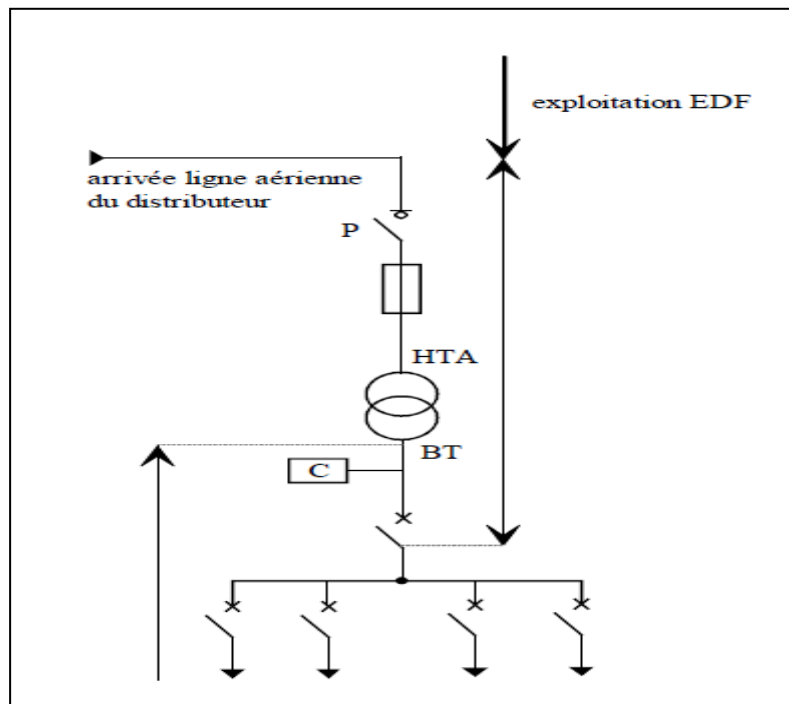 exploitation EDF
arrivée ligne aérienne
du distributeur
P
HTA
BT
C